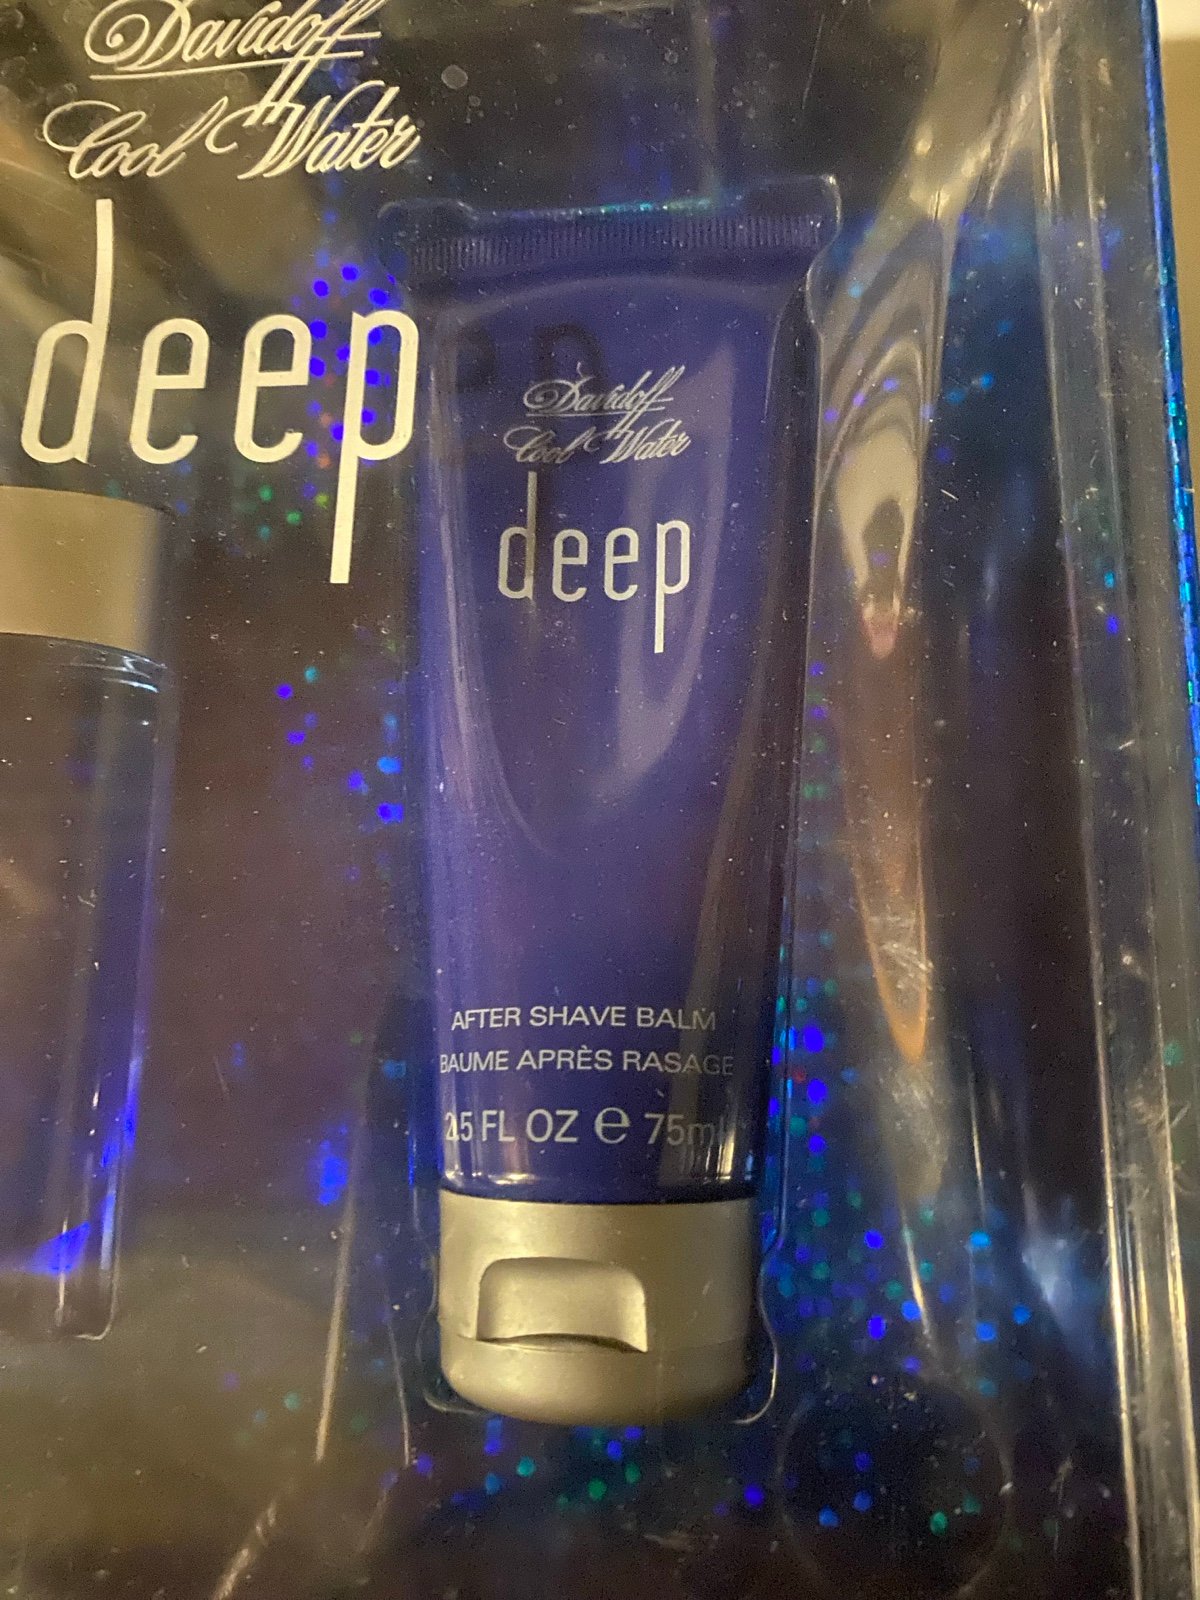 Davidoff
Cool Water
deep
Davidoff
Cool Water
deep
AFTER SHAVE BALM
BAUME APRÈS RASAGE
2.5 FL OZ ℮ 75ml